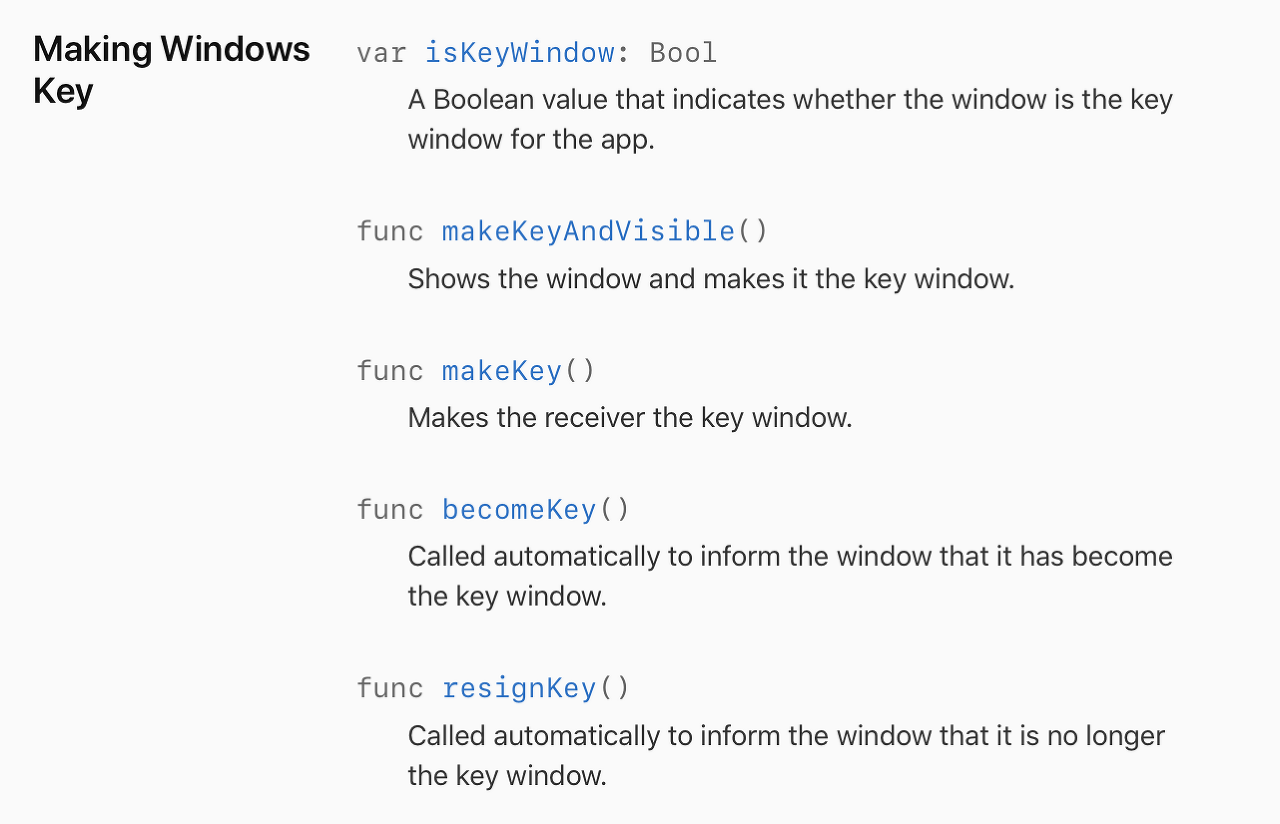 Making Windows
Key
var isKeyWindow: Bool
A Boolean value that indicates whether the window is the key
window for the app.
func makeKeyAndVisible()
Shows the window and makes it the key window.
func makeKey()
Makes the receiver the key window.
func becomeKey()
Called automatically to inform the window that it has become
the key window.
func resignKey()
Called automatically to inform the window that it is no longer
the key window.